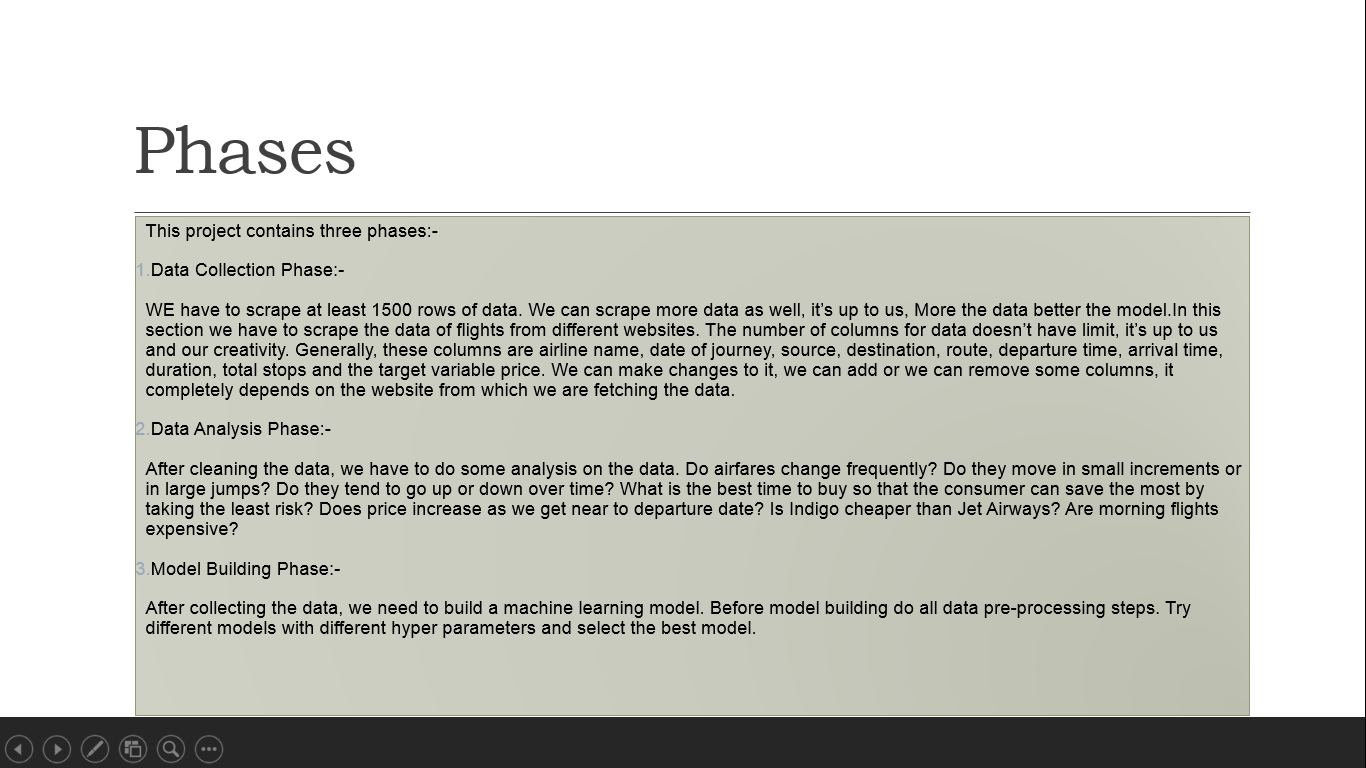 Phases
This project contains three phases:-
1.Data Collection Phase:-
WE have to scrape at least 1500 rows of data. We can scrape more data as well, it’s up to us, More the data better the model.In this
section we have to scrape the data of flights from different websites. The number of columns for data doesn’t have limit, it’s up to us
and our creativity. Generally, these columns are airline name, date of journey, source, destination, route, departure time, arrival time,
duration, total stops and the target variable price. We can make changes to it, we can add or we can remove some columns, it
completely depends on the website from which we are fetching the data.
2.Data Analysis Phase:-
After cleaning the data, we have to do some analysis on the data. Do airfares change frequently? Do they move in small increments or
in large jumps? Do they tend to go up or down over time? What is the best time to buy so that the consumer can save the most by
taking the least risk? Does price increase as we get near to departure date? Is Indigo cheaper than Jet Airways? Are morning flights
expensive?
3.Model Building Phase:-
After collecting the data, we need to build a machine learning model. Before model building do all data pre-processing steps. Try
different models with different hyper parameters and select the best model.